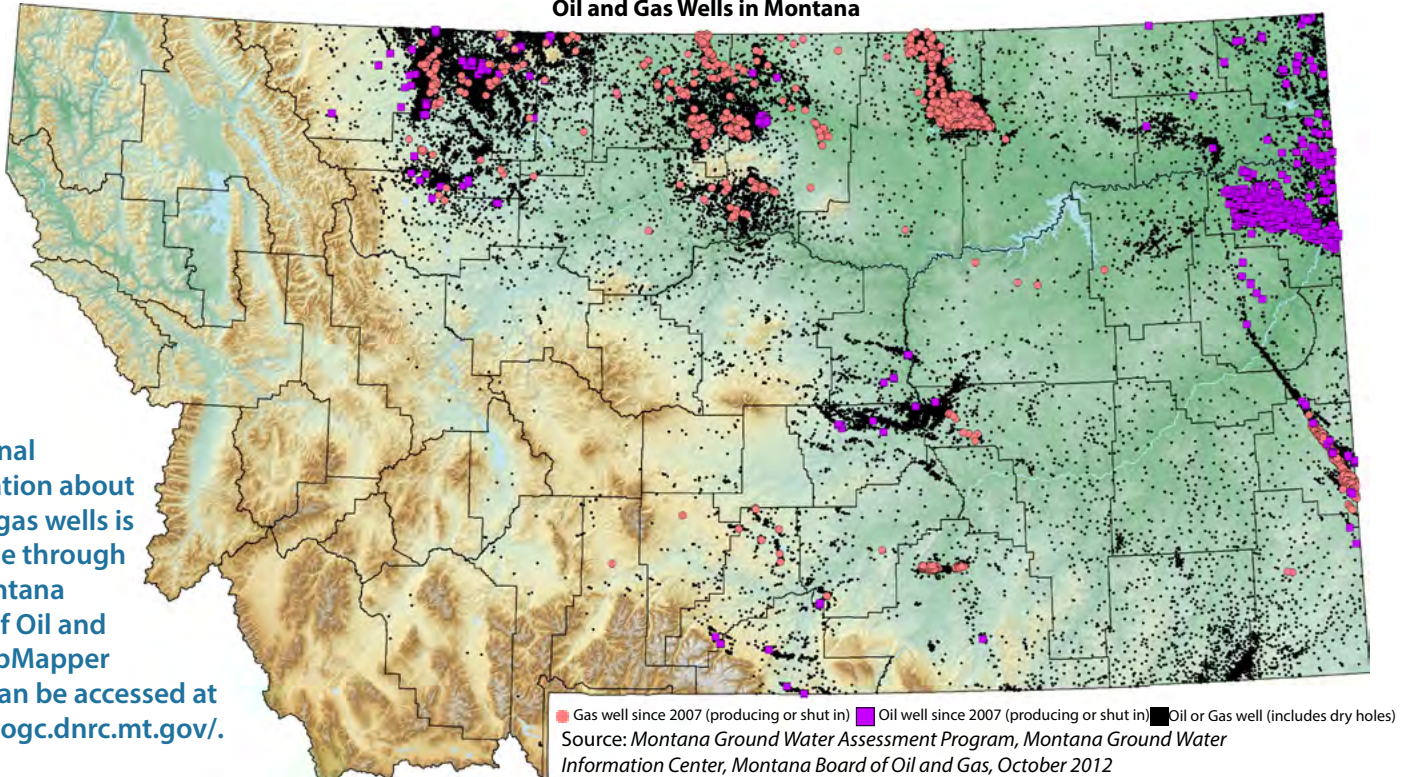 Oil and Gas Wells in Montana
nal
ation about
gas wells is
e through
ntana
f Oil and
bMapper
an be accessed at
ogc.dnrc.mt.gov/.
Gas well since 2007 (producing or shut in) Oil well since 2007 (producing or shut in) Oil or Gas well (includes dry holes)
Source: Montana Ground Water Assessment Program, Montana Ground Water
Information Center, Montana Board of Oil and Gas, October 2012